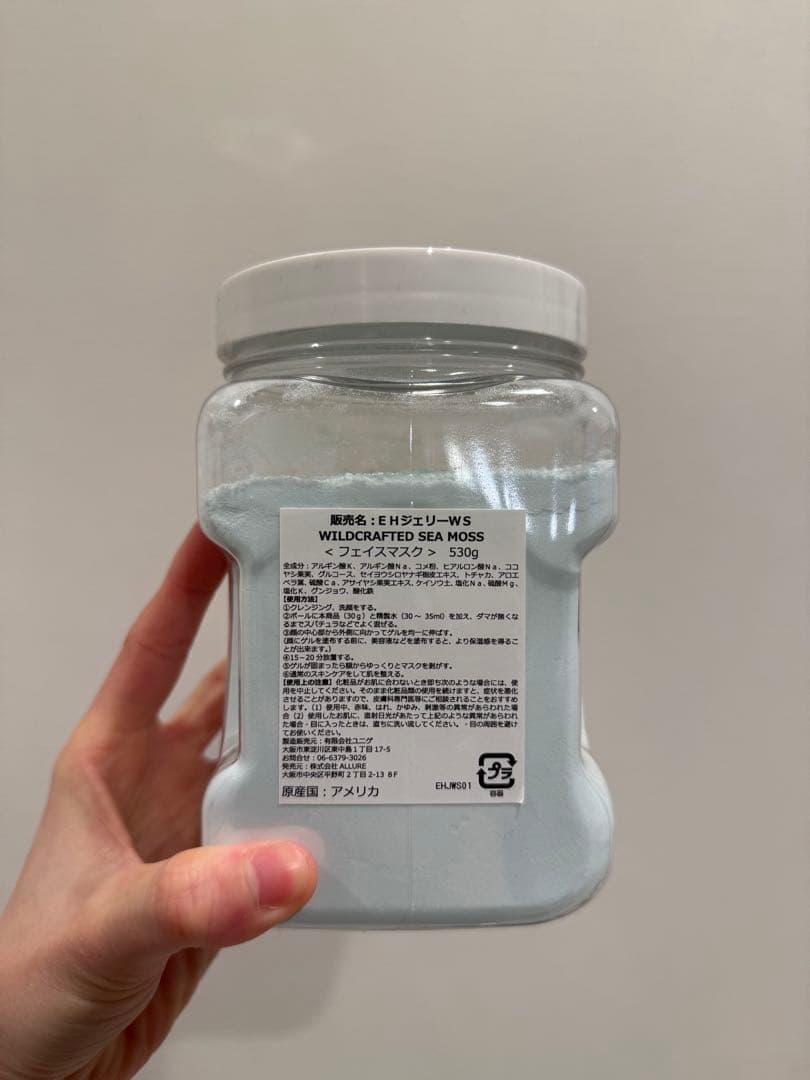 販売名：ＥＨジェリーＷＳ
WILDCRAFTED SEA MOSS
＜フェイスマスク＞　530g
全成分：アルギン酸Ｋ、アルギン酸Ｎａ、コメ粉、ヒアルロン酸Ｎａ、ココ
ヤシ果実、グルコース、セイヨウシロヤナギ樹皮エキス、トチャカ、アロエ
ベラ葉、硫酸Ｃａ、アサイヤシ果実エキス、ケイソウ土、塩化Ｎａ、硫酸Ｍｇ、
塩化Ｋ、グンジョウ、酸化鉄
【使用方法】
①クレンジング、洗顔をする。
②ボールに本商品（30ｇ）と精製水（30～ 35ml）を加え、ダマが無くな
るまでスパチュラなどでよく混ぜる。
③顔の中心部から外側に向かってゲルを均一に伸ばす。
（顔にゲルを塗布する前に、美容液などを塗布すると、より保湿感を得るこ
とが出来ます。）
④15～20 分放置する。
⑤ゲルが固まったら額からゆっくりとマスクを剥がす。
⑥通常のスキンケアをして肌を整える。
【使用上の注意】化粧品がお肌に合わないとき即ち次のような場合には、使
用を中止してください。そのまま化粧品類の使用を続けますと、症状を悪化
させることがありますので、皮膚科専門医等にご相談されることをおすすめ
します。（1）使用中、赤味、はれ、かゆみ、刺激等の異常があらわれた場
合（2）使用したお肌に、直射日光があたって上記のような異常があらわれ
た場合・目に入ったときは、直ちに洗い流してください。・目の周囲を避け
てお使いください。
製造販売元：有限会社ユニゲ
大阪市東淀川区東中島１丁目17-5
お問合せ：06-6379-3026
発売元：株式会社ALLURE
大阪市中央区平野町２丁目2-13 8Ｆ
原産国：アメリカ
EHJWS01
プラ
容器